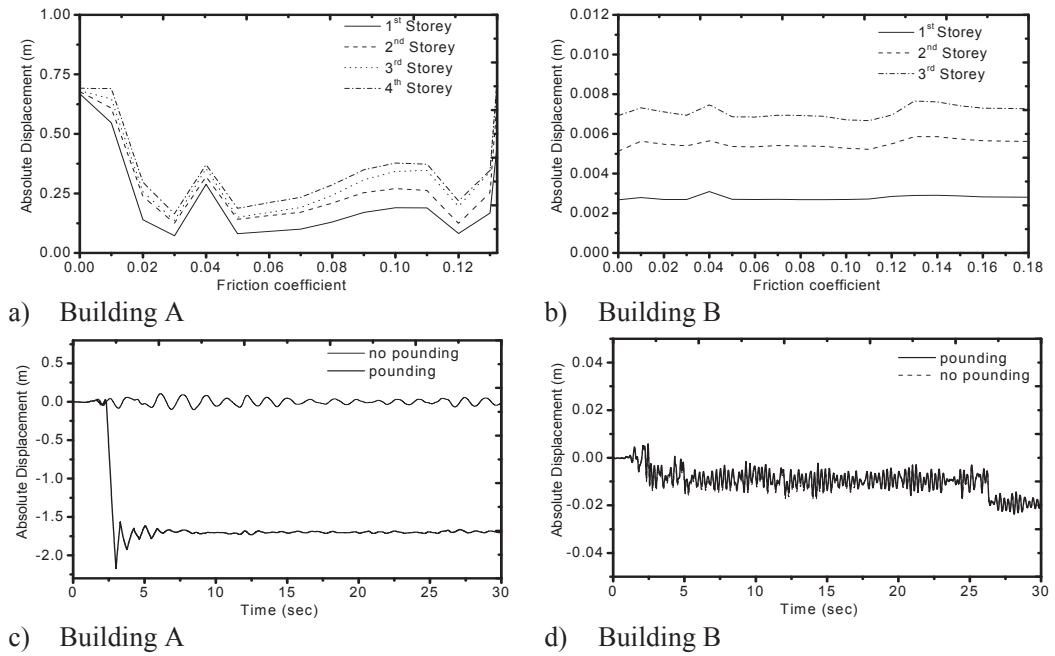 1.00
0.75
0.50
0.25
0.00
Absolute Displacement (m)
1st Storey
2nd Storey
3rd Storey
4th Storey
0.00 0.02 0.04 0.06 0.08 0.10 0.12
Friction coefficient
a) Building A
0.012
0.010
0.008
0.006
0.004
0.002
0.000
Absolute Displacement (m)
1st Storey
2nd Storey
3rd Storey
0.00 0.02 0.04 0.06 0.08 0.10 0.12 0.14 0.16 0.18
Friction coefficient
b) Building B
0.5
0.0
-0.5
-1.0
-1.5
-2.0
Absolute Displacement (m)
no pounding
pounding
0 5 10 15 20 25 30
Time (sec)
c) Building A
0.04
0.02
0.00
-0.02
-0.04
Absolute Displacement (m)
pounding
no pounding
0 5 10 15 20 25 30
Time (sec)
d) Building B